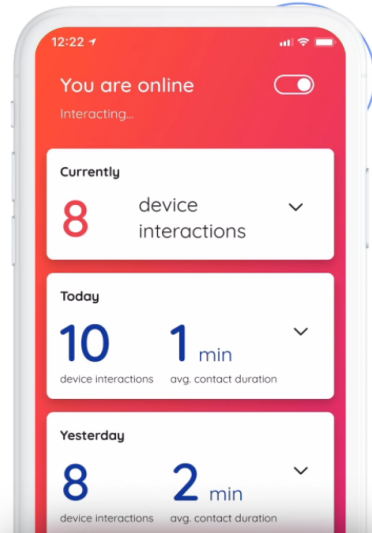 12:22
You are online
Interacting...
Currently
8 device
interactions
Today
10 1 min
device interactions avg. contact duration
Yesterday
8 2 min
device interactions avg. contact duration